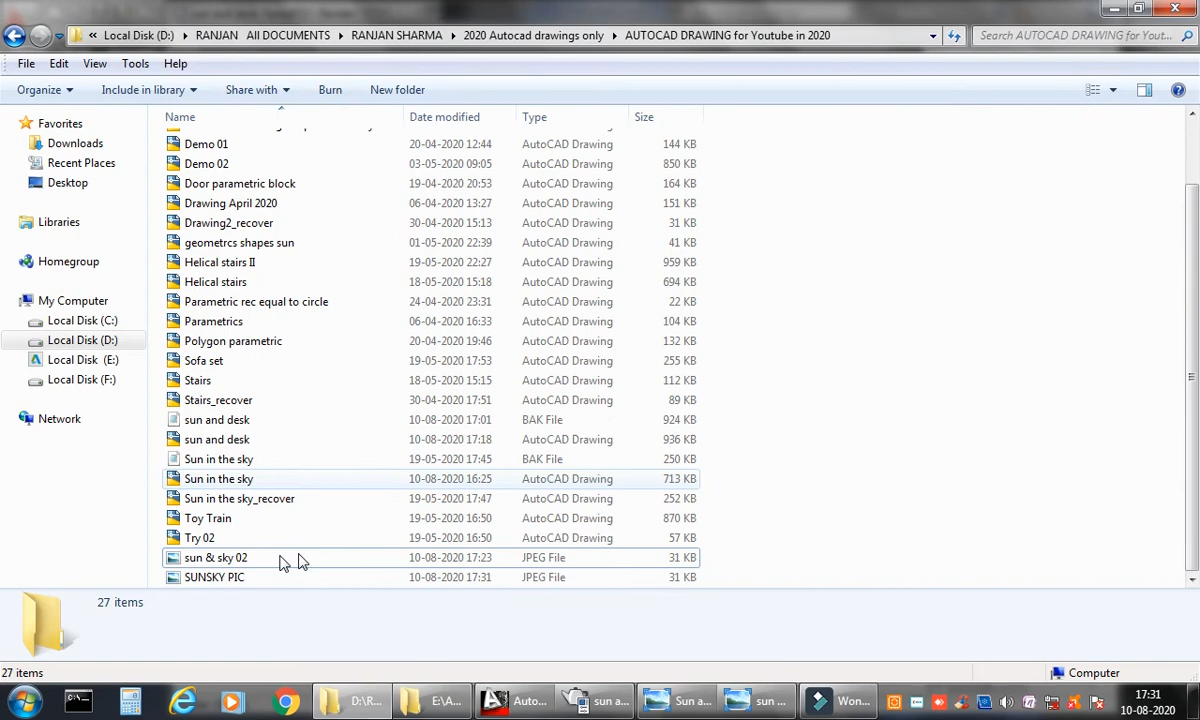 « Local Disk (D:) ▸ RANJAN All DOCUMENTS ▸ RANJAN SHARMA ▸ 2020 Autocad drawings only ▸ AUTOCAD DRAWING for Youtube in 2020
Search AUTOCAD DRAWING for Yout...
File Edit View Tools Help
Organize Include in library Share with Burn New folder
Name Date modified Type Size
Favorites
Downloads
Recent Places
Desktop
Libraries
Homegroup
My Computer
Local Disk (C:)
Local Disk (D:)
Local Disk (E:)
Local Disk (F:)
Network
Demo 01 20-04-2020 12:44 AutoCAD Drawing 144 KB
Demo 02 03-05-2020 09:05 AutoCAD Drawing 850 KB
Door parametric block 19-04-2020 20:53 AutoCAD Drawing 164 KB
Drawing April 2020 06-04-2020 13:27 AutoCAD Drawing 151 KB
Drawing2_recover 30-04-2020 15:13 AutoCAD Drawing 31 KB
geometrcs shapes sun 01-05-2020 22:39 AutoCAD Drawing 41 KB
Helical stairs II 19-05-2020 22:27 AutoCAD Drawing 959 KB
Helical stairs 18-05-2020 15:18 AutoCAD Drawing 694 KB
Parametric rec equal to circle 24-04-2020 23:31 AutoCAD Drawing 22 KB
Parametrics 06-04-2020 16:33 AutoCAD Drawing 104 KB
Polygon parametric 20-04-2020 19:46 AutoCAD Drawing 132 KB
Sofa set 19-05-2020 17:53 AutoCAD Drawing 255 KB
Stairs 18-05-2020 15:15 AutoCAD Drawing 112 KB
Stairs_recover 30-04-2020 17:51 AutoCAD Drawing 89 KB
sun and desk 10-08-2020 17:01 BAK File 924 KB
sun and desk 10-08-2020 17:18 AutoCAD Drawing 936 KB
Sun in the sky 19-05-2020 17:45 BAK File 250 KB
Sun in the sky 10-08-2020 16:25 AutoCAD Drawing 713 KB
Sun in the sky_recover 19-05-2020 17:47 AutoCAD Drawing 252 KB
Toy Train 19-05-2020 16:50 AutoCAD Drawing 870 KB
Try 02 19-05-2020 16:50 AutoCAD Drawing 57 KB
sun & sky 02 10-08-2020 17:23 JPEG File 31 KB
SUNSKY PIC 10-08-2020 17:31 JPEG File 31 KB
27 items
27 items Computer
D:\R... E:\A... Auto... sun a... Sun a... sun ... Won... 17:31
10-08-2020